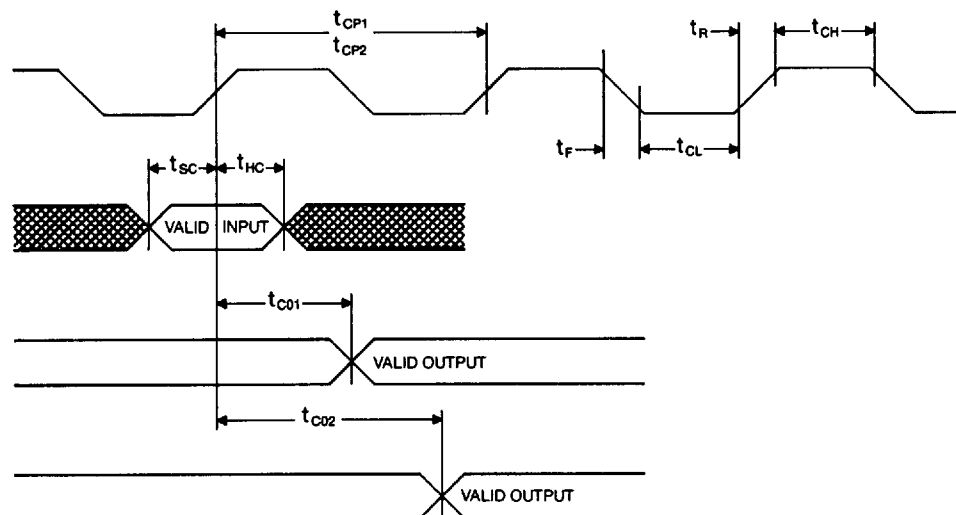 tCP1
tCP2
tR
tCH
tF
tCL
tSC
tHC
VALID INPUT
tC01
VALID OUTPUT
tC02
VALID OUTPUT